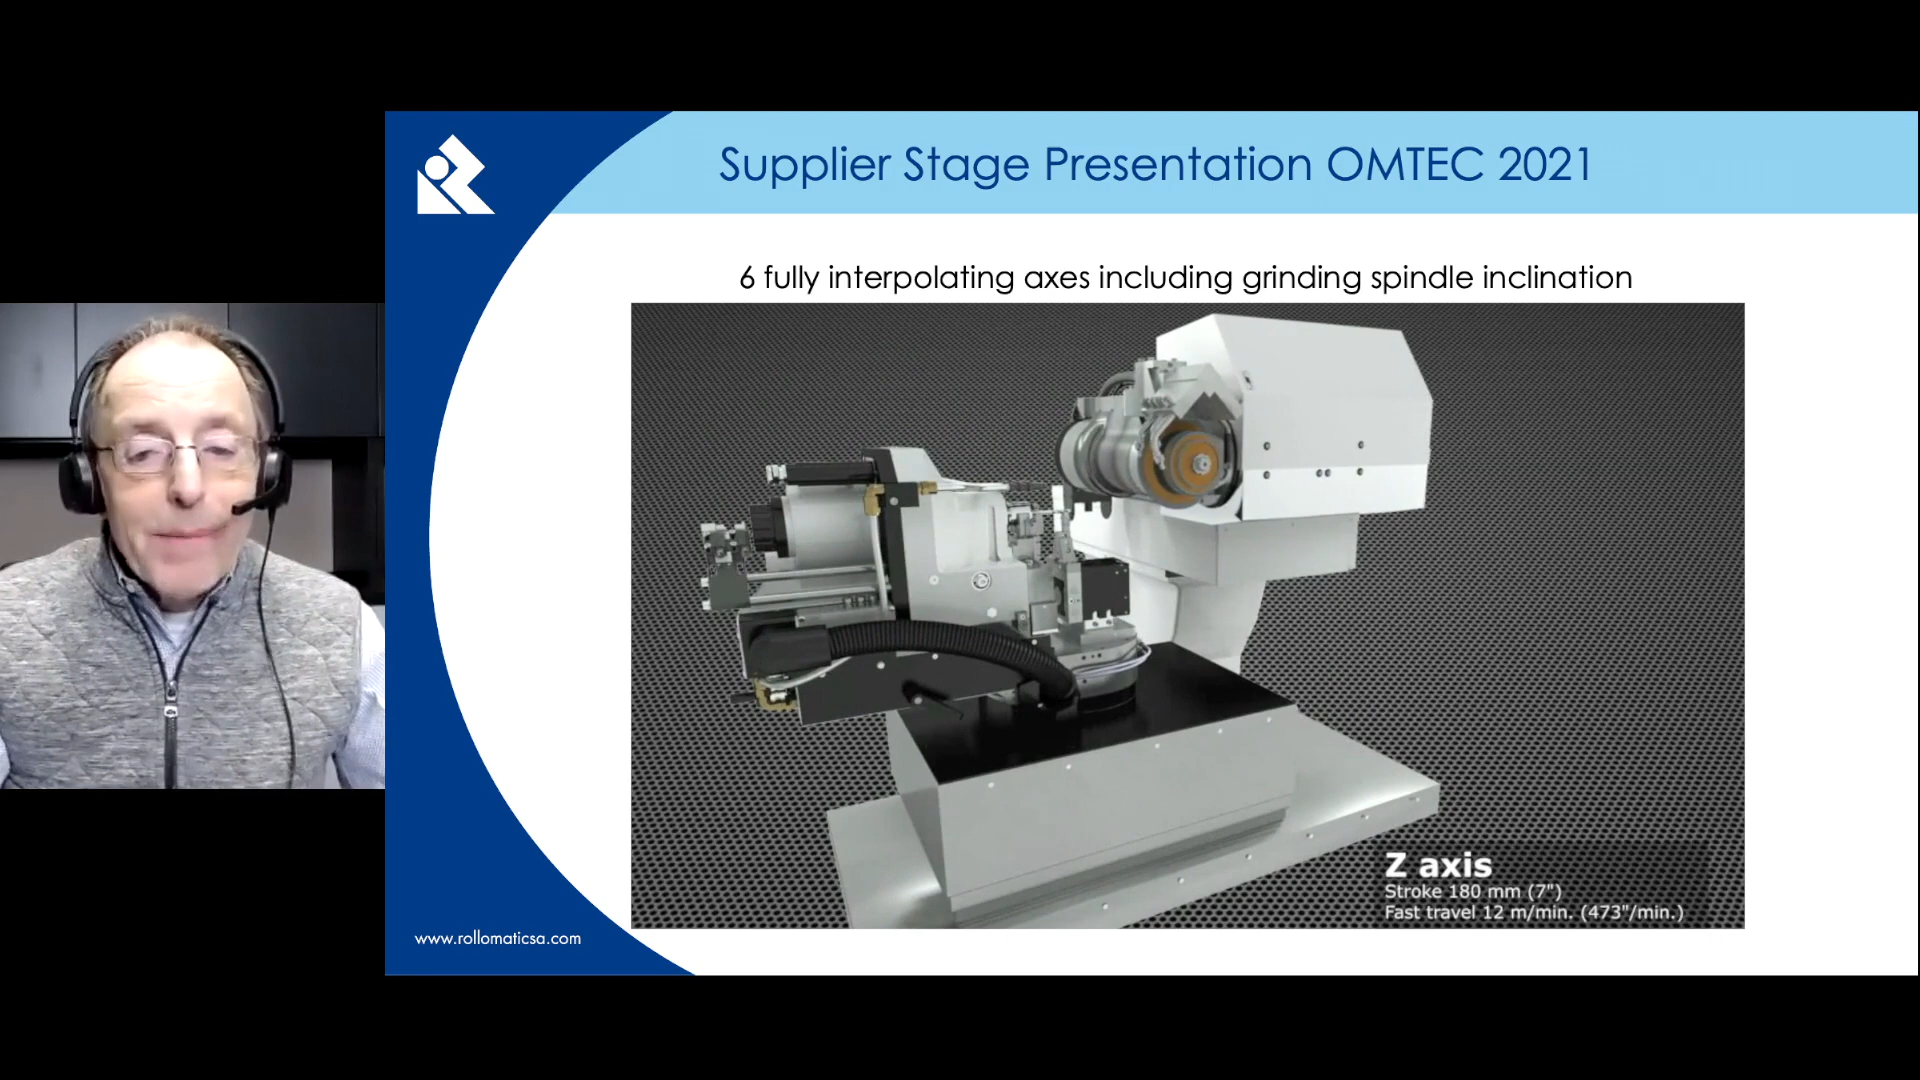 Supplier Stage Presentation OMTEC 2021
6 fully interpolating axes including grinding spindle inclination
Z axis
Stroke 180 mm (7")
Fast travel 12 m/min. (473"/min.)
www.rollomaticsa.com